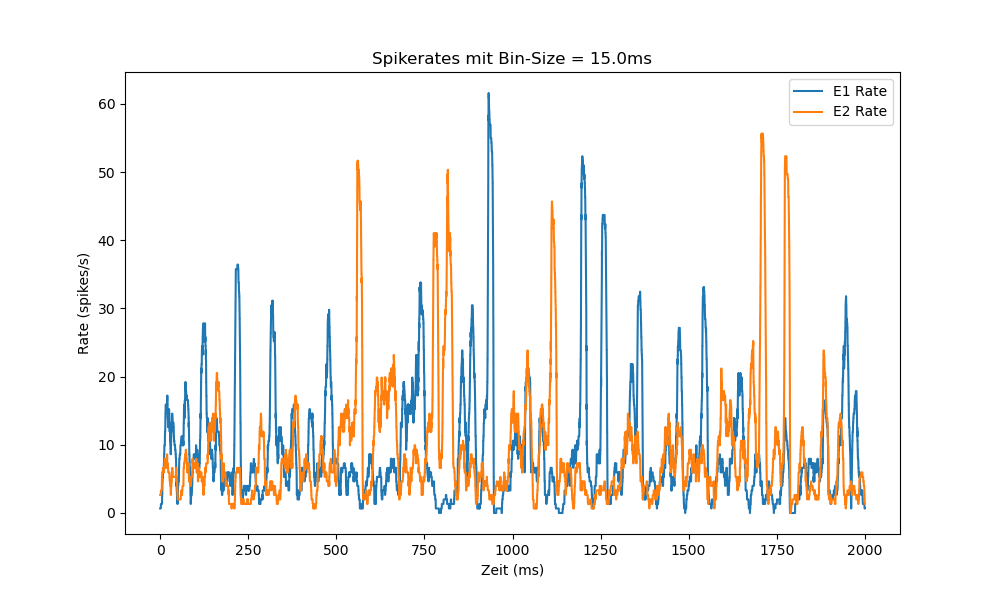 Spikerates mit Bin-Size = 15.0ms
E1 Rate
E2 Rate
60
50
40
30
20
10
0
Rate (spikes/s)
0 250 500 750 1000 1250 1500 1750 2000
Zeit (ms)